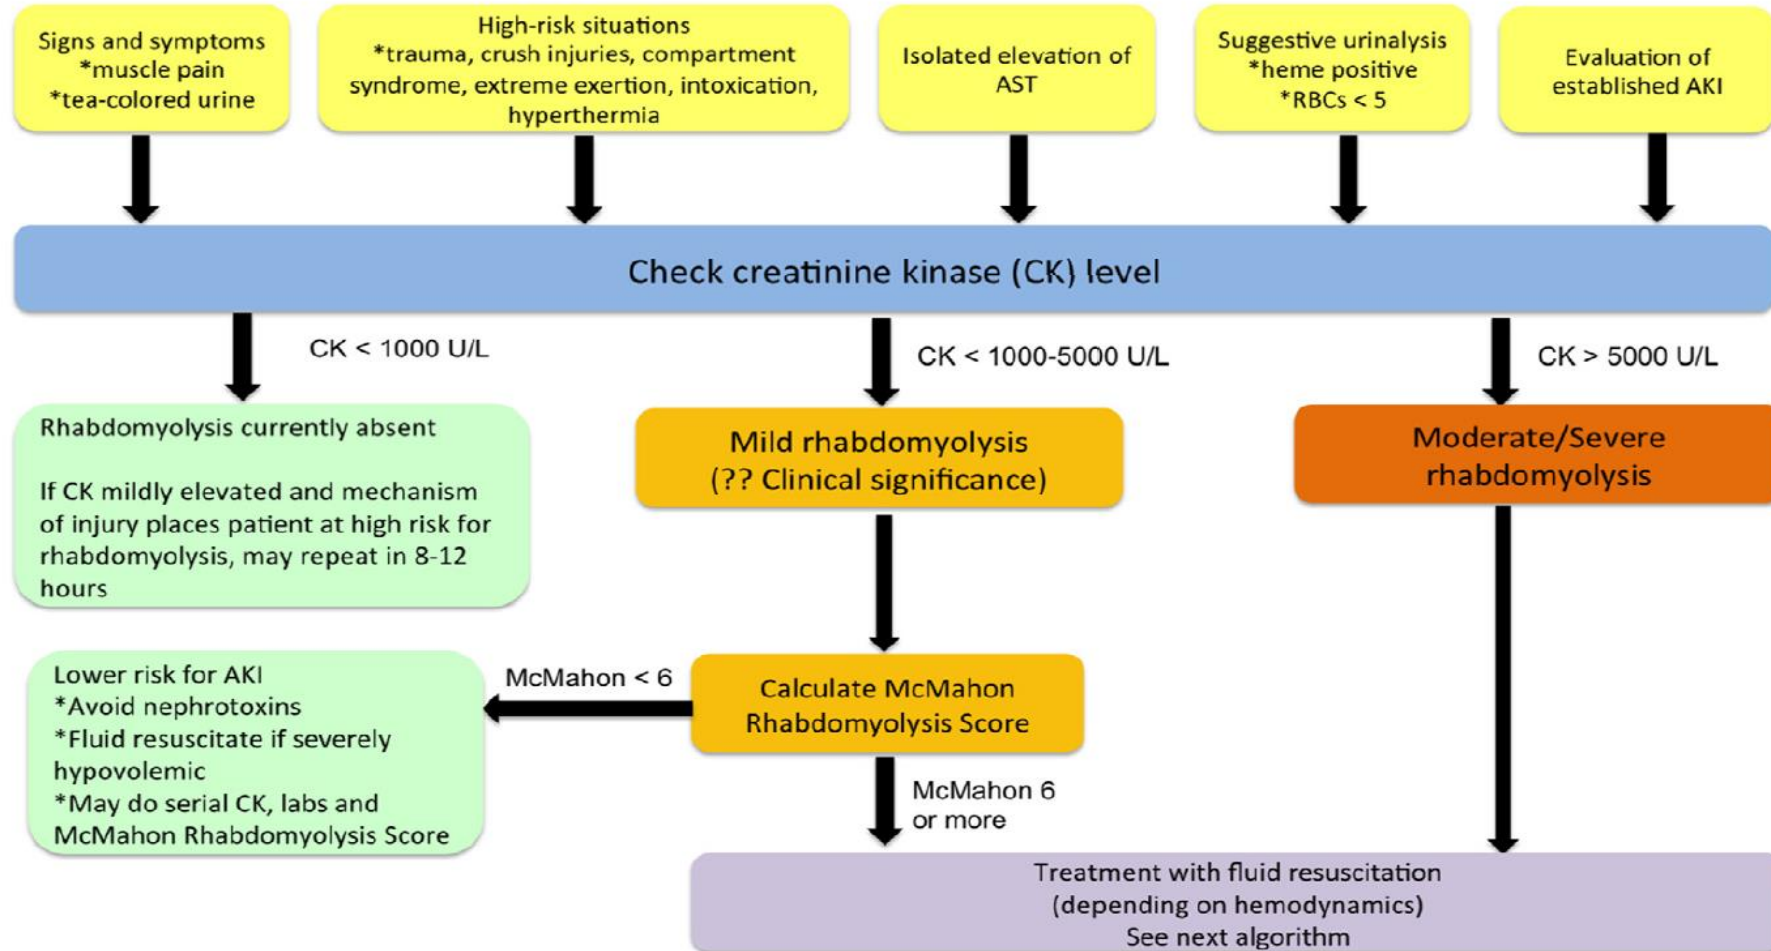 Signs and symptoms
*muscle pain
*tea-colored urine
High-risk situations
*trauma, crush injuries, compartment
syndrome, extreme exertion, intoxication,
hyperthermia
Isolated elevation of
AST
Suggestive urinalysis
*heme positive
*RBCs < 5
Evaluation of
established AKI
Check creatinine kinase (CK) level
CK < 1000 U/L
CK < 1000-5000 U/L
CK > 5000 U/L
Rhabdomyolysis currently absent
If CK mildly elevated and mechanism
of injury places patient at high risk for
rhabdomyolysis, may repeat in 8-12
hours
Mild rhabdomyolysis
(?? Clinical significance)
Moderate/Severe
rhabdomyolysis
Lower risk for AKI
*Avoid nephrotoxins
*Fluid resuscitate if severely
hypovolemic
*May do serial CK, labs and
McMahon Rhabdomyolysis Score
McMahon < 6
Calculate McMahon
Rhabdomyolysis Score
McMahon 6
or more
Treatment with fluid resuscitation
(depending on hemodynamics)
See next algorithm